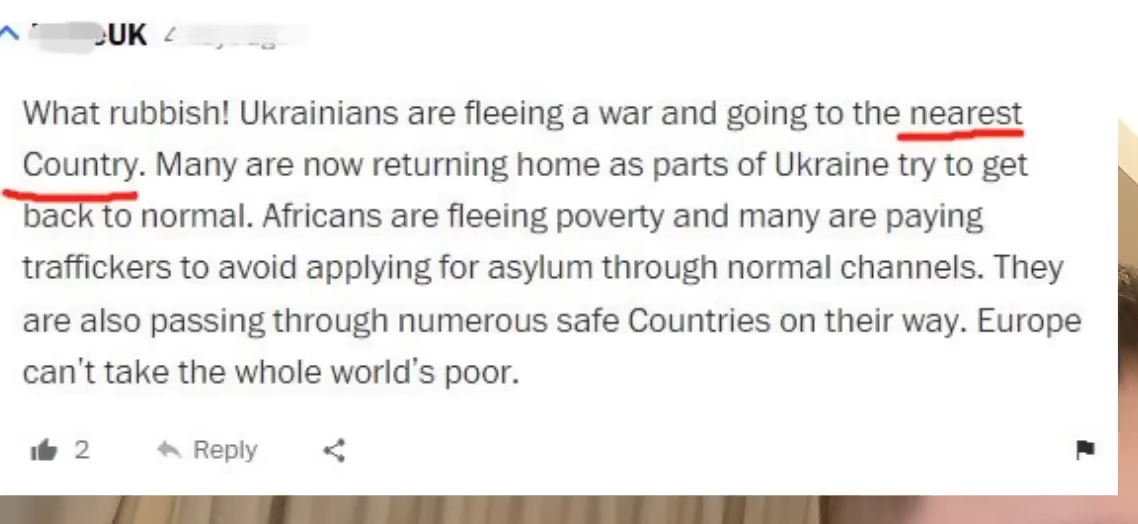 UK
What rubbish! Ukrainians are fleeing a war and going to the nearest
Country. Many are now returning home as parts of Ukraine try to get
back to normal. Africans are fleeing poverty and many are paying
traffickers to avoid applying for asylum through normal channels. They
are also passing through numerous safe Countries on their way. Europe
can't take the whole world's poor.
2 Reply